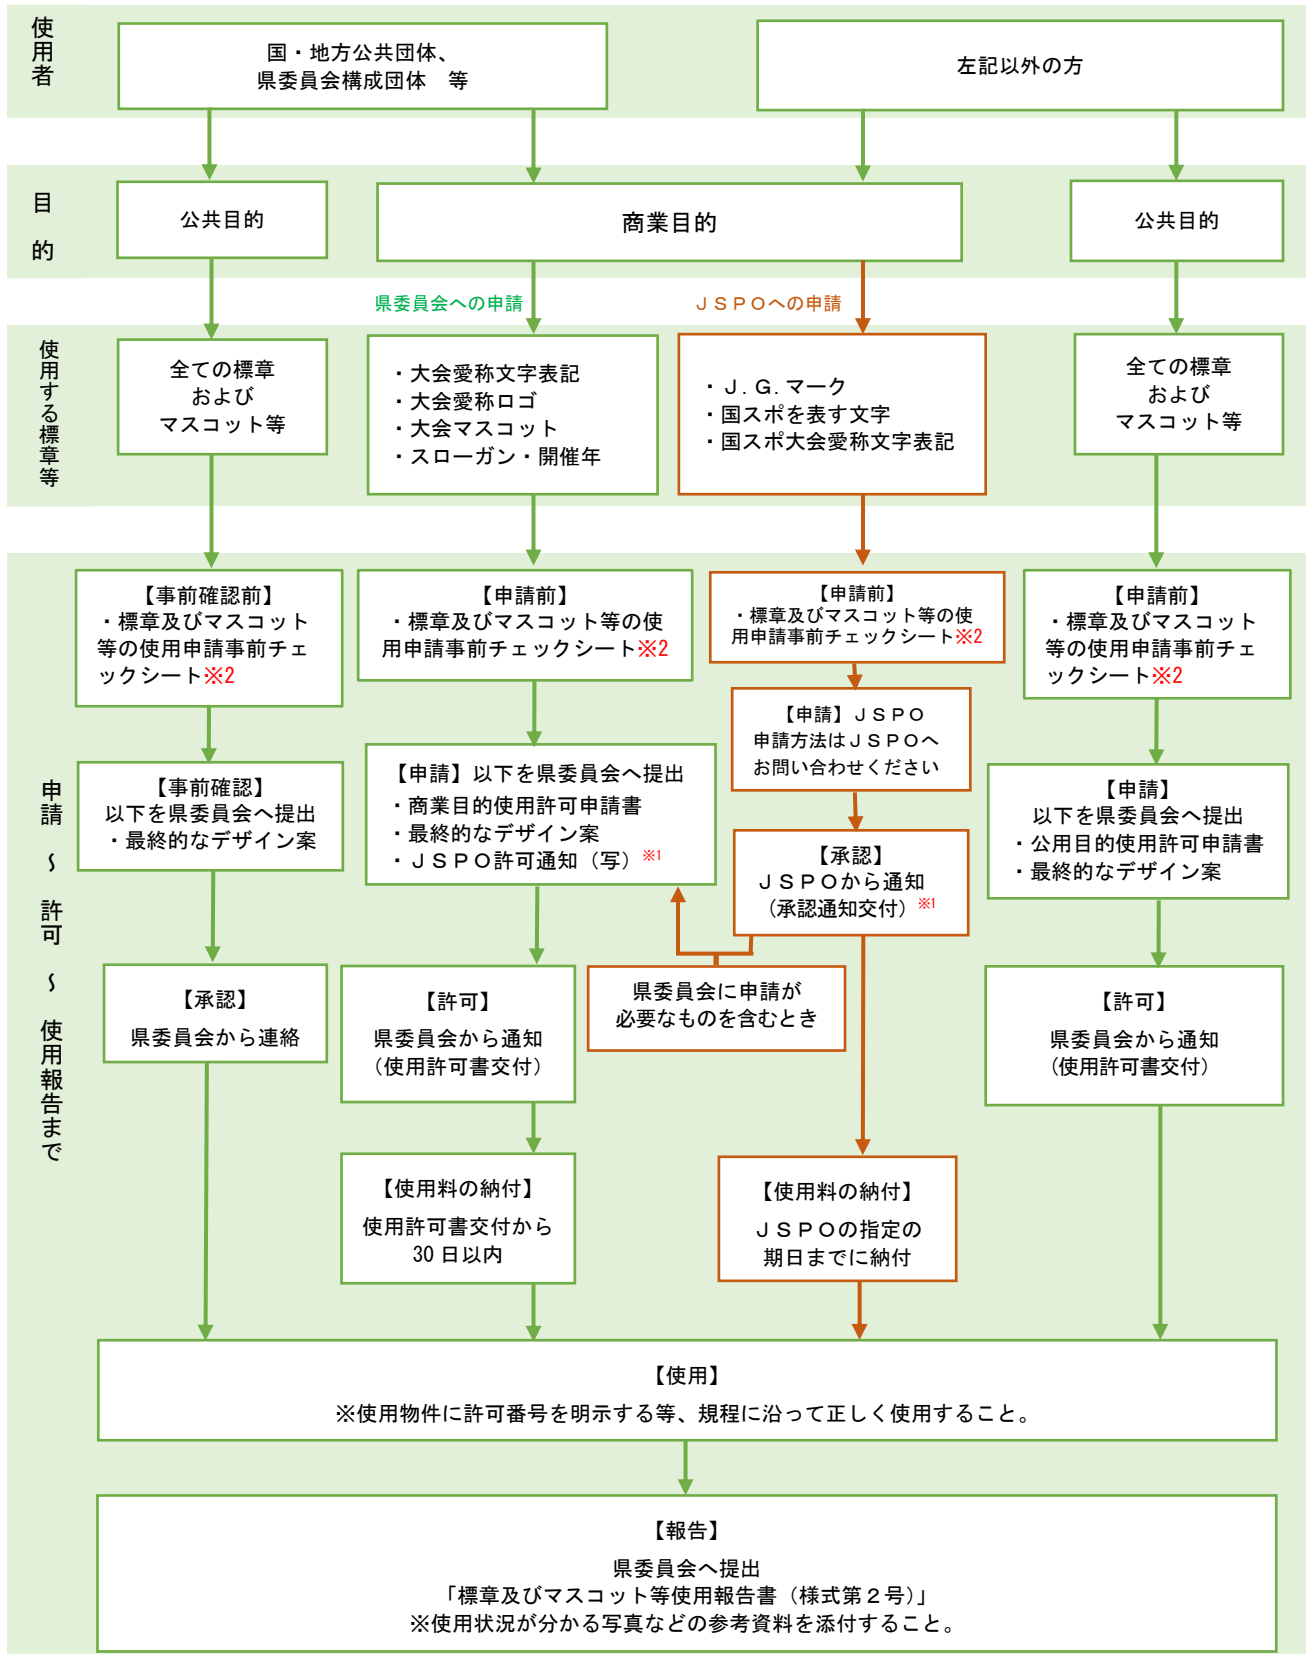 使用者
国・地方公共団体、
県委員会構成団体　等
左記以外の方
目的
公共目的
商業目的
公共目的
県委員会への申請
ＪＳＰＯへの申請
使用する標章等
全ての標章
および
マスコット等
・大会愛称文字表記
・大会愛称ロゴ
・大会マスコット
・スローガン・開催年
・Ｊ.Ｇ.マーク
・国スポを表す文字
・国スポ大会愛称文字表記
全ての標章
および
マスコット等
申請～許可～使用報告まで
【事前確認前】
・標章及びマスコット
等の使用申請事前チェ
ックシート※2
【申請前】
・標章及びマスコット等の使
用申請事前チェックシート※2
【申請前】
・標章及びマスコット等の使
用申請事前チェックシート※2
【申請前】
・標章及びマスコット
等の使用申請事前チェ
ックシート※2
【事前確認】
以下を県委員会へ提出
・最終的なデザイン案
【申請】以下を県委員会へ提出
・商業目的使用許可申請書
・最終的なデザイン案
・ＪＳＰＯ許可通知（写）※1
【申請】ＪＳＰＯ
申請方法はＪＳＰＯへ
お問い合わせください
【承認】
ＪＳＰＯから通知
（承認通知交付）※1
【申請】
以下を県委員会へ提出
・公用目的使用許可申請書
・最終的なデザイン案
【承認】
県委員会から連絡
【許可】
県委員会から通知
（使用許可書交付）
県委員会に申請が
必要なものを含むとき
【許可】
県委員会から通知
（使用許可書交付）
【使用料の納付】
使用許可書交付から
30日以内
【使用料の納付】
ＪＳＰＯの指定の
期日までに納付
【使用】
※使用物件に許可番号を明示する等、規程に沿って正しく使用すること。
【報告】
県委員会へ提出
「標章及びマスコット等使用報告書（様式第２号）」
※使用状況が分かる写真などの参考資料を添付すること。